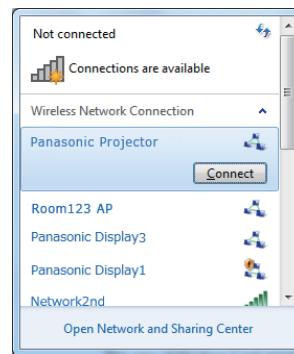 Not connected
Connections are available
Wireless Network Connection
Panasonic Projector
Connect
Room123 AP
Panasonic Display3
Panasonic Display1
Network2nd
Open Network and Sharing Center